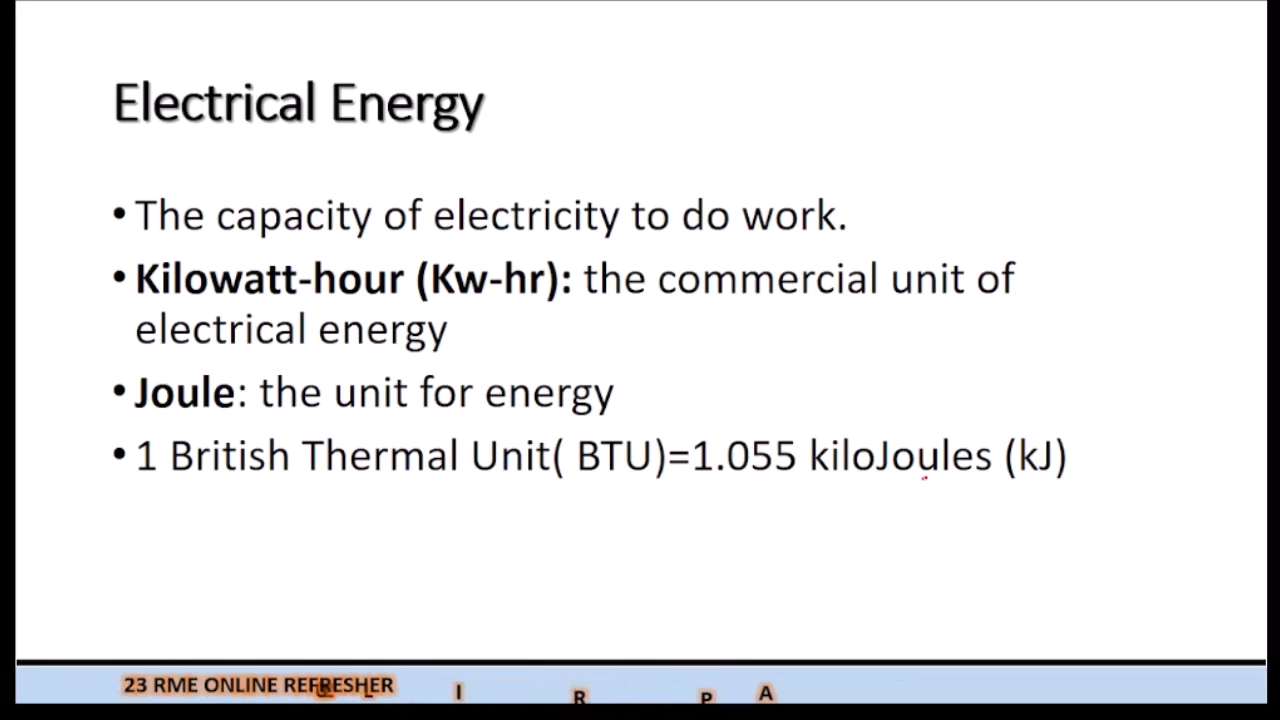 Electrical Energy
• The capacity of electricity to do work.
• Kilowatt-hour (Kw-hr): the commercial unit of
electrical energy
• Joule: the unit for energy
• 1 British Thermal Unit( BTU)=1.055 kiloJoules (kJ)
23 RME ONLINE REFRESHER I R P A